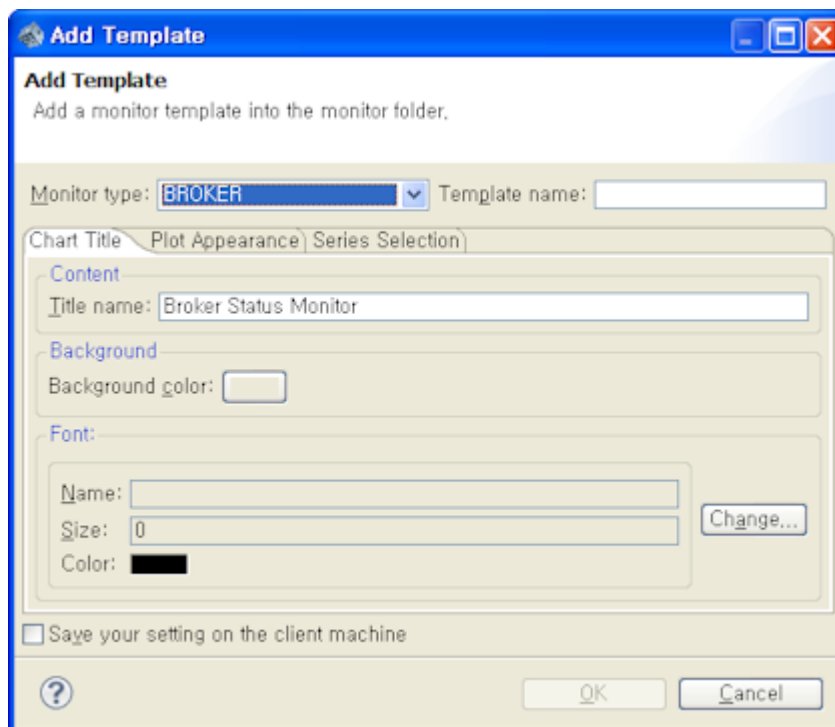 Add Template
Add Template
Add a monitor template into the monitor folder.
Monitor type: BROKER Template name:
Chart Title Plot Appearance Series Selection
Content
Title name: Broker Status Monitor
Background
Background color:
Font:
Name:
Change...
Size: 0
Color:
Save your setting on the client machine
? OK Cancel